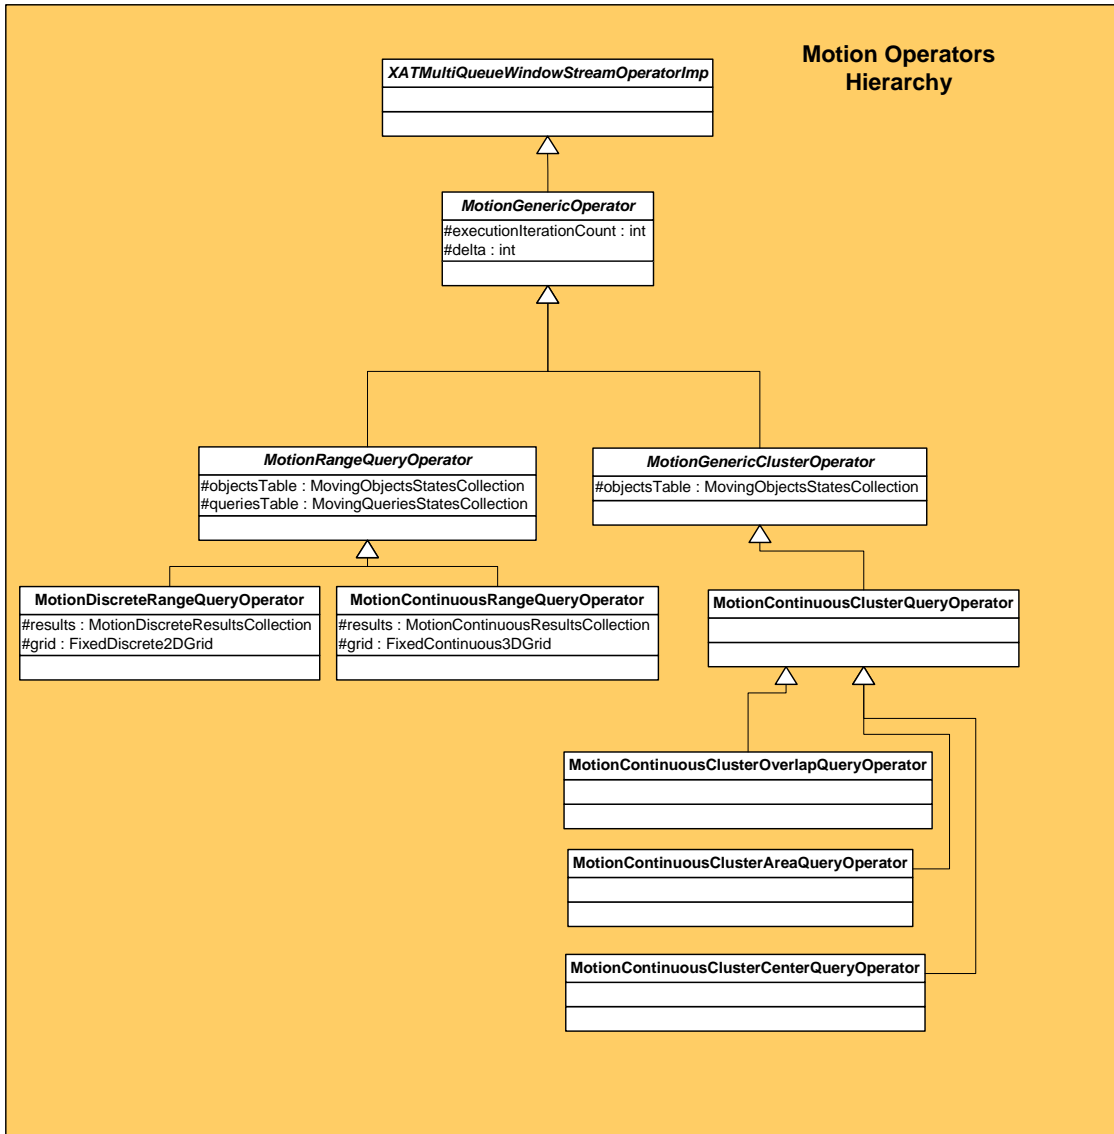 Motion Operators
Hierarchy
XATMultiQueueWindowStreamOperatorImp
MotionGenericOperator
#executionIterationCount : int
#delta : int
MotionRangeQueryOperator
#objectsTable : MovingObjectsStatesCollection
#queriesTable : MovingQueriesStatesCollection
MotionGenericClusterOperator
#objectsTable : MovingObjectsStatesCollection
MotionDiscreteRangeQueryOperator
#results : MotionDiscreteResultsCollection
#grid : FixedDiscrete2DGrid
MotionContinuousRangeQueryOperator
#results : MotionContinuousResultsCollection
#grid : FixedContinuous3DGrid
MotionContinuousClusterQueryOperator
MotionContinuousClusterOverlapQueryOperator
MotionContinuousClusterAreaQueryOperator
MotionContinuousClusterCenterQueryOperator